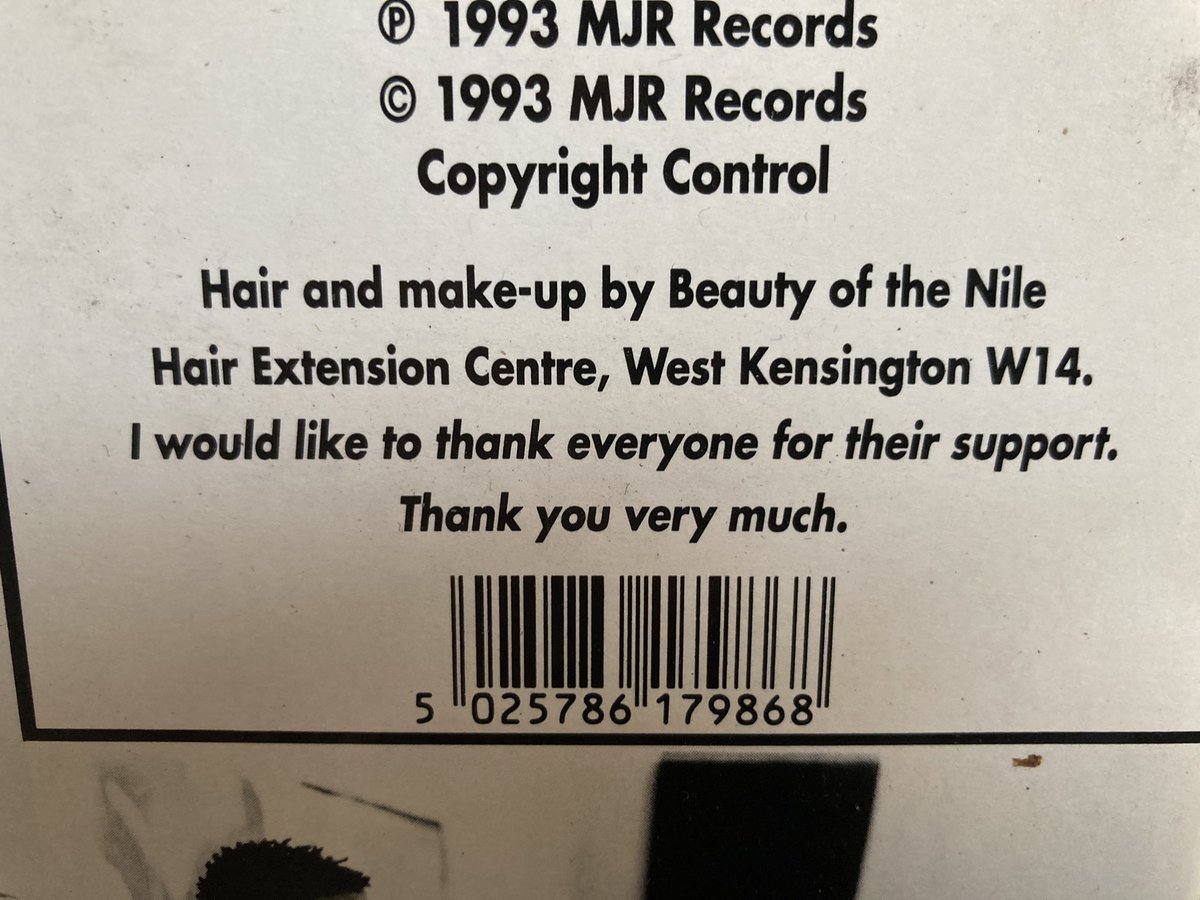 ℗ 1993 MJR Records
© 1993 MJR Records
Copyright Control
Hair and make-up by Beauty of the Nile
Hair Extension Centre, West Kensington W14.
I would like to thank everyone for their support.
Thank you very much.
5 025786 179868